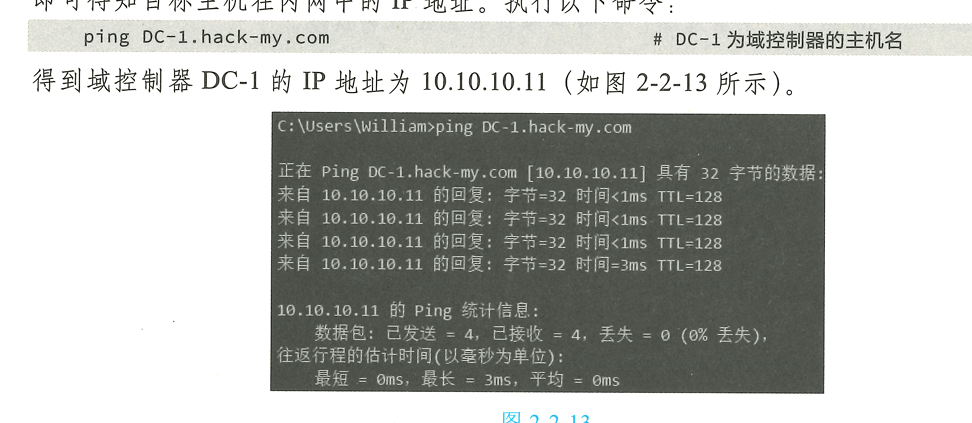 即可得知目标主机在内网中的 IP 地址。执行以下命令：
ping DC-1.hack-my.com # DC-1 为域控制器的主机名
得到域控制器 DC-1 的 IP 地址为 10.10.10.11（如图 2-2-13 所示）。
C:\Users\William>ping DC-1.hack-my.com
正在 Ping DC-1.hack-my.com [10.10.10.11] 具有 32 字节的数据:
来自 10.10.10.11 的回复: 字节=32 时间<1ms TTL=128
来自 10.10.10.11 的回复: 字节=32 时间<1ms TTL=128
来自 10.10.10.11 的回复: 字节=32 时间<1ms TTL=128
来自 10.10.10.11 的回复: 字节=32 时间=3ms TTL=128
10.10.10.11 的 Ping 统计信息:
数据包: 已发送 = 4，已接收 = 4，丢失 = 0 (0% 丢失)，
往返行程的估计时间(以毫秒为单位):
最短 = 0ms，最长 = 3ms，平均 = 0ms
图 2-2-13